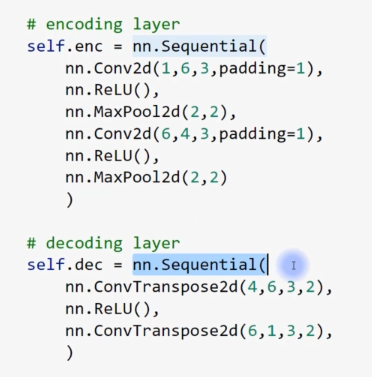 # encoding layer
self.enc = nn.Sequential(
    nn.Conv2d(1,6,3,padding=1),
    nn.ReLU(),
    nn.MaxPool2d(2,2),
    nn.Conv2d(6,4,3,padding=1),
    nn.ReLU(),
    nn.MaxPool2d(2,2)
    )
# decoding layer
self.dec = nn.Sequential(
    nn.ConvTranspose2d(4,6,3,2),
    nn.ReLU(),
    nn.ConvTranspose2d(6,1,3,2),
    )